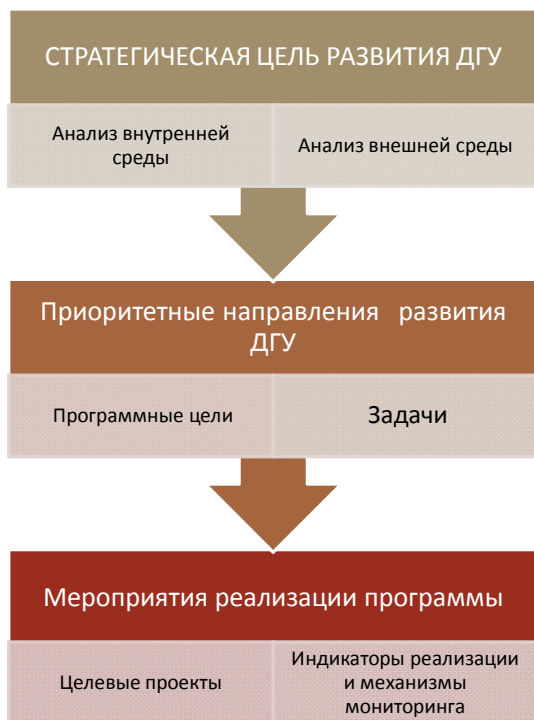 СТРАТЕГИЧЕСКАЯ ЦЕЛЬ РАЗВИТИЯ ДГУ
Анализ внутренней
среды
Анализ внешней среды
Приоритетные направления развития
ДГУ
Программные цели
Задачи
Мероприятия реализации программы
Целевые проекты
Индикаторы реализации
и механизмы
мониторинга